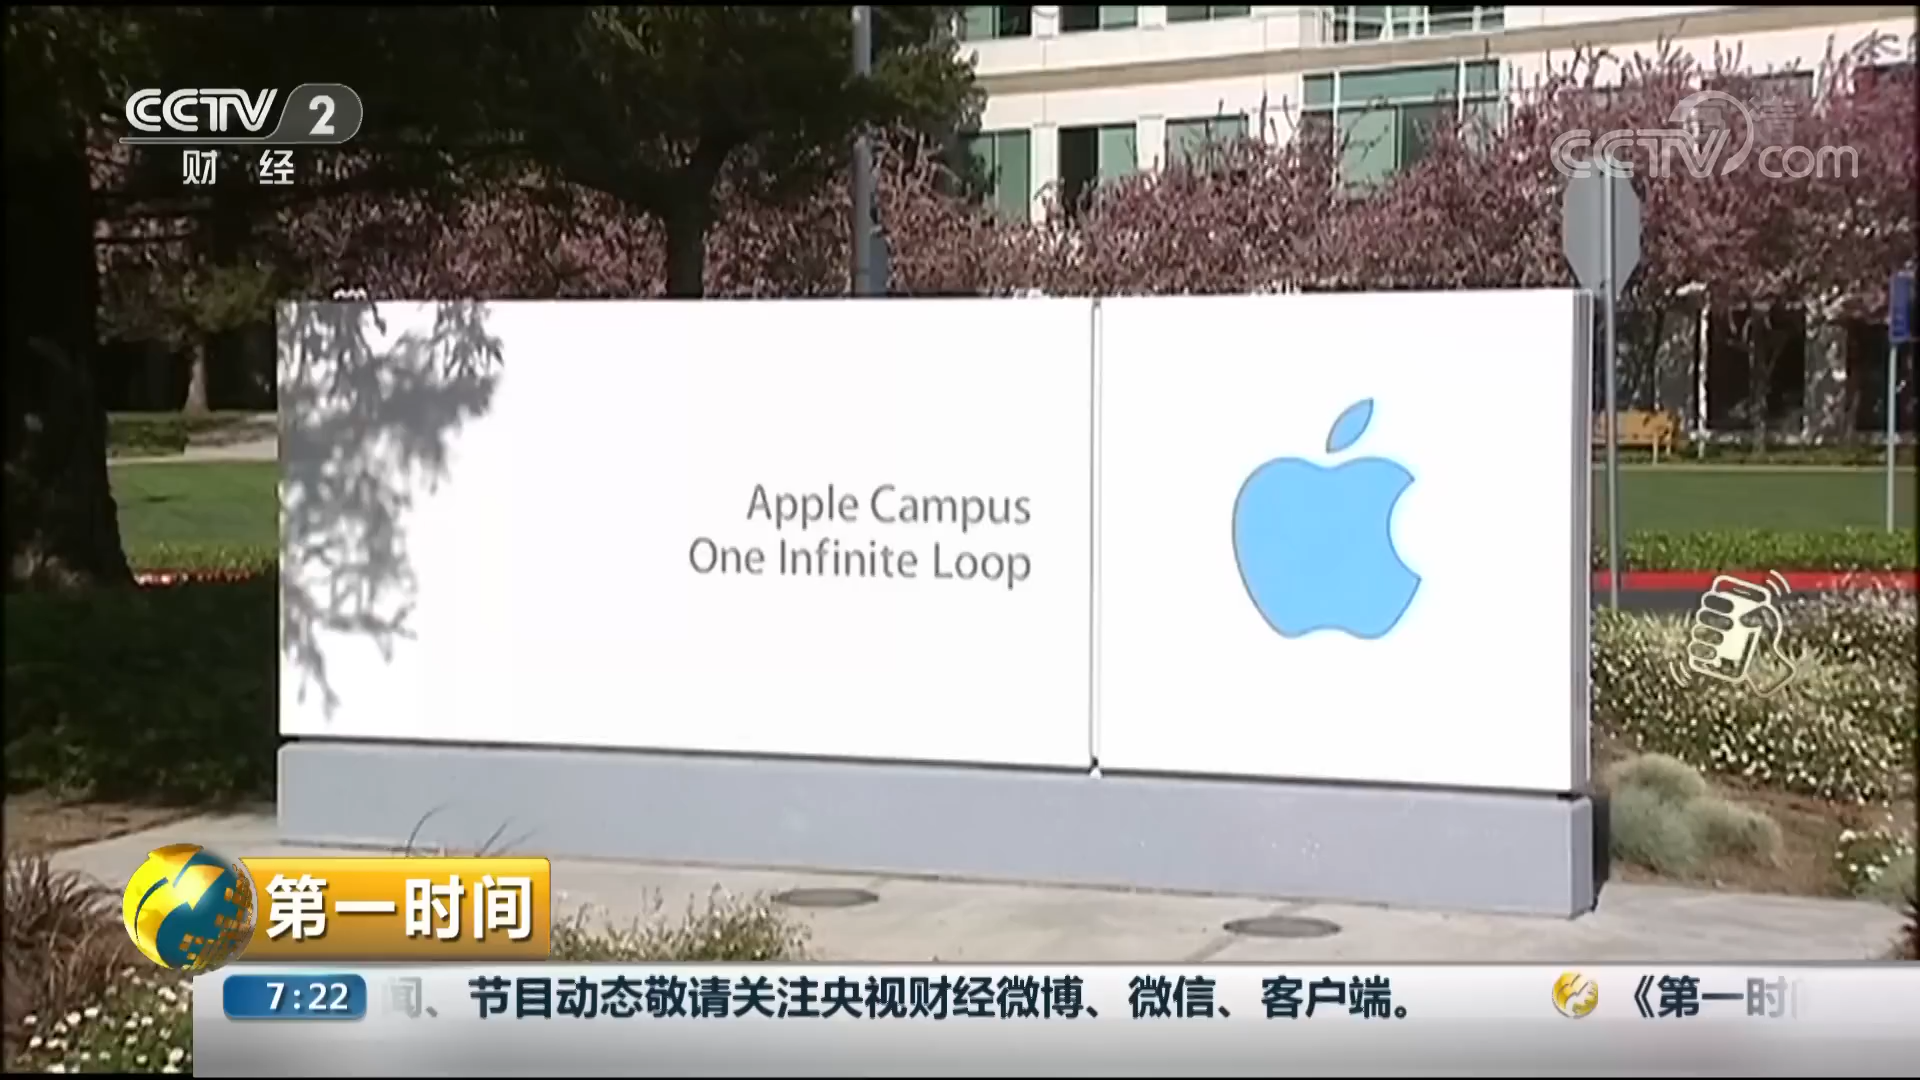 CCTV 2
财 经
CCTV.com
Apple Campus
One Infinite Loop
第一时间
7:22
闻、节目动态敬请关注央视财经微博、微信、客户端。 《第一时间